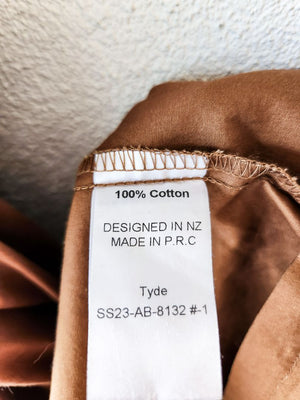 100% Cotton
DESIGNED IN NZ
MADE IN P.R.C
Tyde
SS23-AB-8132 #-1